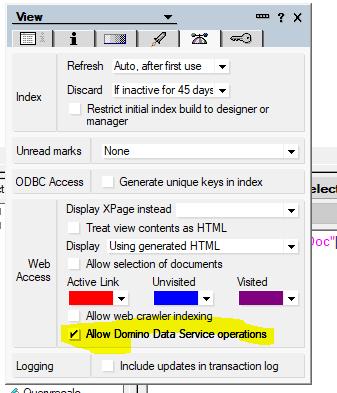 View
? X
Refresh Auto, after first use
Index
Discard If inactive for 45 days
Restrict initial index build to designer or
manager
Unread marks None
ODBC Access Generate unique keys in index
Display XPage instead
Treat view contents as HTML
Display Using generated HTML
Web
Access
Allow selection of documents
Active Link Unvisited Visited
Allow web crawler indexing
Allow Domino Data Service operations
Logging Include updates in transaction log
elect
Doc"